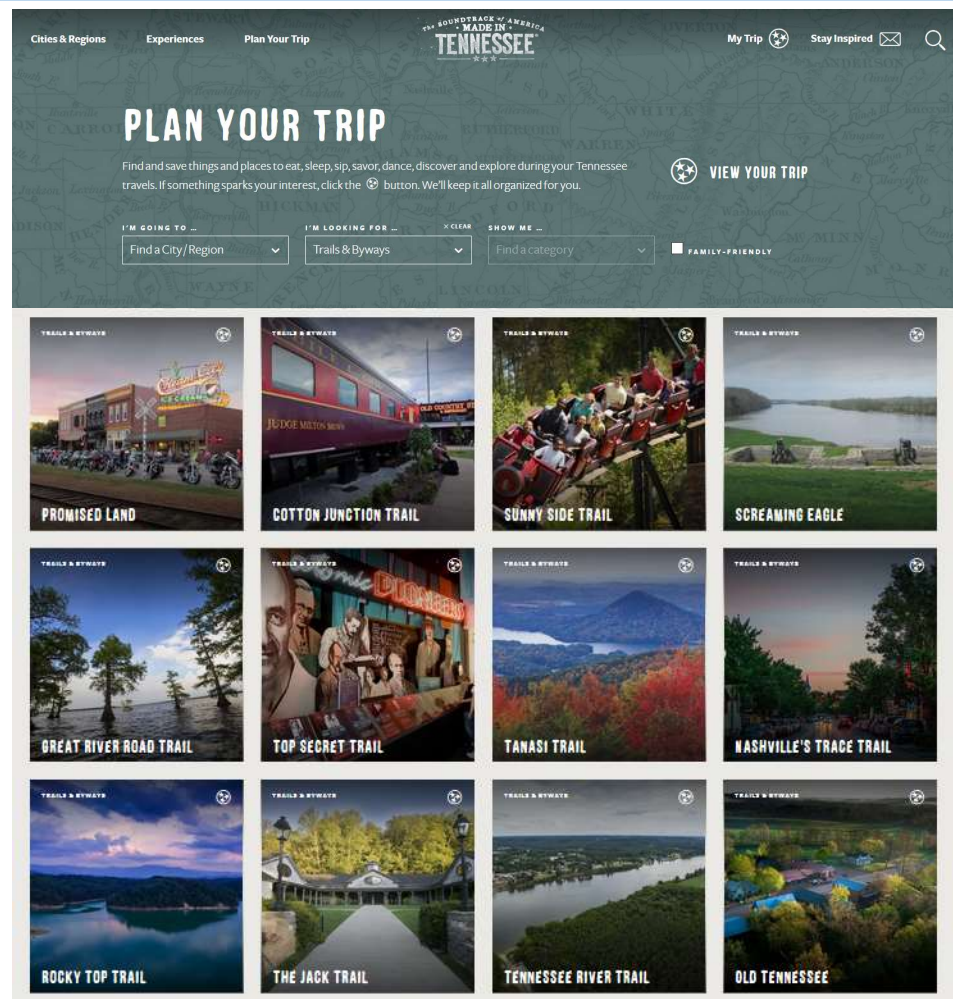 Cities & Regions
Experiences
Plan Your Trip
The SOUNDTRACK of AMERICA
MADE IN
TENNESSEE
My Trip
Stay Inspired
PLAN YOUR TRIP
Find and save things and places to eat, sleep, sip, savor, dance, discover and explore during your Tennessee
travels. If something sparks your interest, click the button. We'll keep it all organized for you.
VIEW YOUR TRIP
I'M GOING TO ...
I'M LOOKING FOR ...
× CLEAR
SHOW ME ...
Find a City/Region
Trails & Byways
Find a category
FAMILY-FRIENDLY
TRAILS & BYWAYS
PROMISED LAND
TRAILS & BYWAYS
JUDGE MILTON BROWN
OLD COUNTRY
COTTON JUNCTION TRAIL
TRAILS & BYWAYS
SUNNY SIDE TRAIL
TRAILS & BYWAYS
SCREAMING EAGLE
TRAILS & BYWAYS
GREAT RIVER ROAD TRAIL
TRAILS & BYWAYS
TOP SECRET TRAIL
TRAILS & BYWAYS
TANASI TRAIL
TRAILS & BYWAYS
NASHVILLE'S TRACE TRAIL
TRAILS & BYWAYS
ROCKY TOP TRAIL
TRAILS & BYWAYS
THE JACK TRAIL
TRAILS & BYWAYS
TENNESSEE RIVER TRAIL
TRAILS & BYWAYS
OLD TENNESSEE